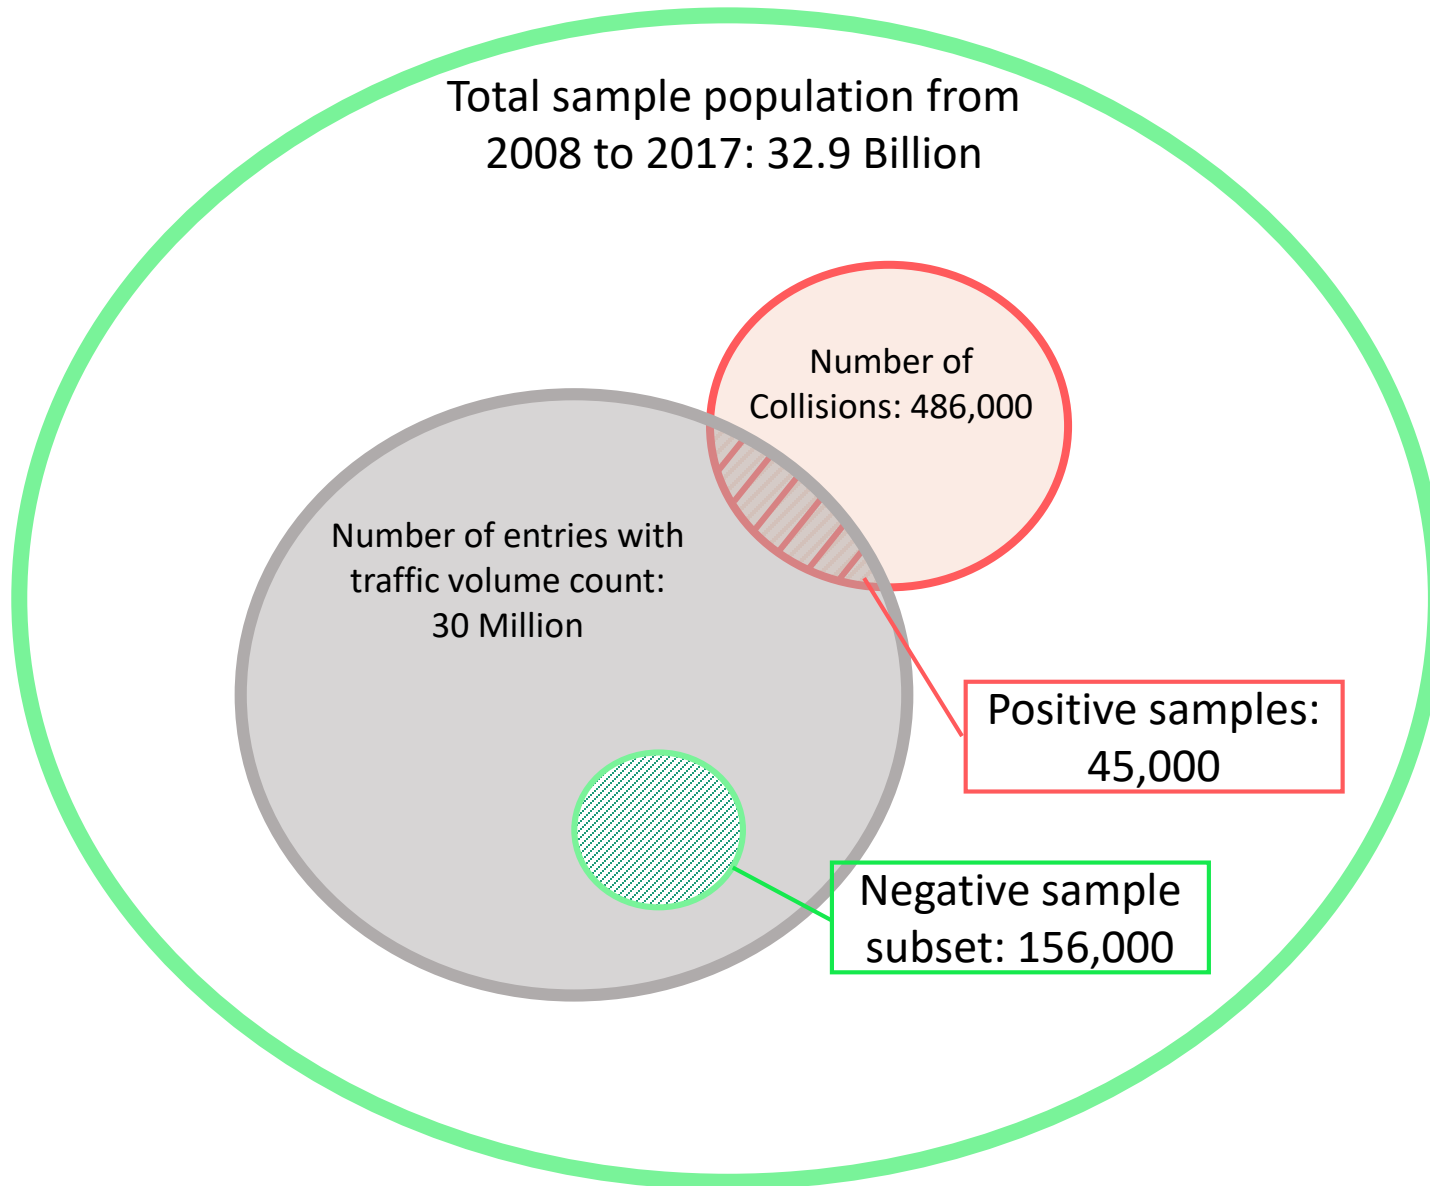 Total sample population from
2008 to 2017: 32.9 Billion
Number of
Collisions: 486,000
Number of entries with
traffic volume count:
30 Million
Positive samples:
45,000
Negative sample
subset: 156,000